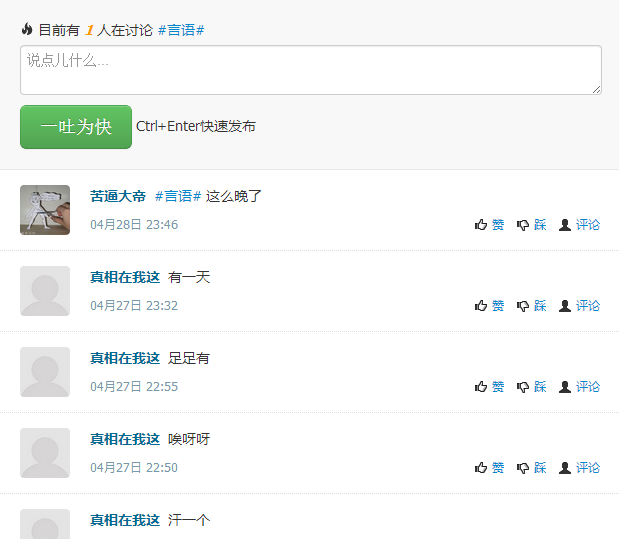 目前有 1 人在讨论 #言语#
说点儿什么...
一吐为快 Ctrl+Enter快速发布
苦逼大帝 #言语# 这么晚了
04月28日 23:46 赞 踩 评论
真相在我这 有一天
04月27日 23:32 赞 踩 评论
真相在我这 足足有
04月27日 22:55 赞 踩 评论
真相在我这 唉呀呀
04月27日 22:50 赞 踩 评论
真相在我这 汗一个